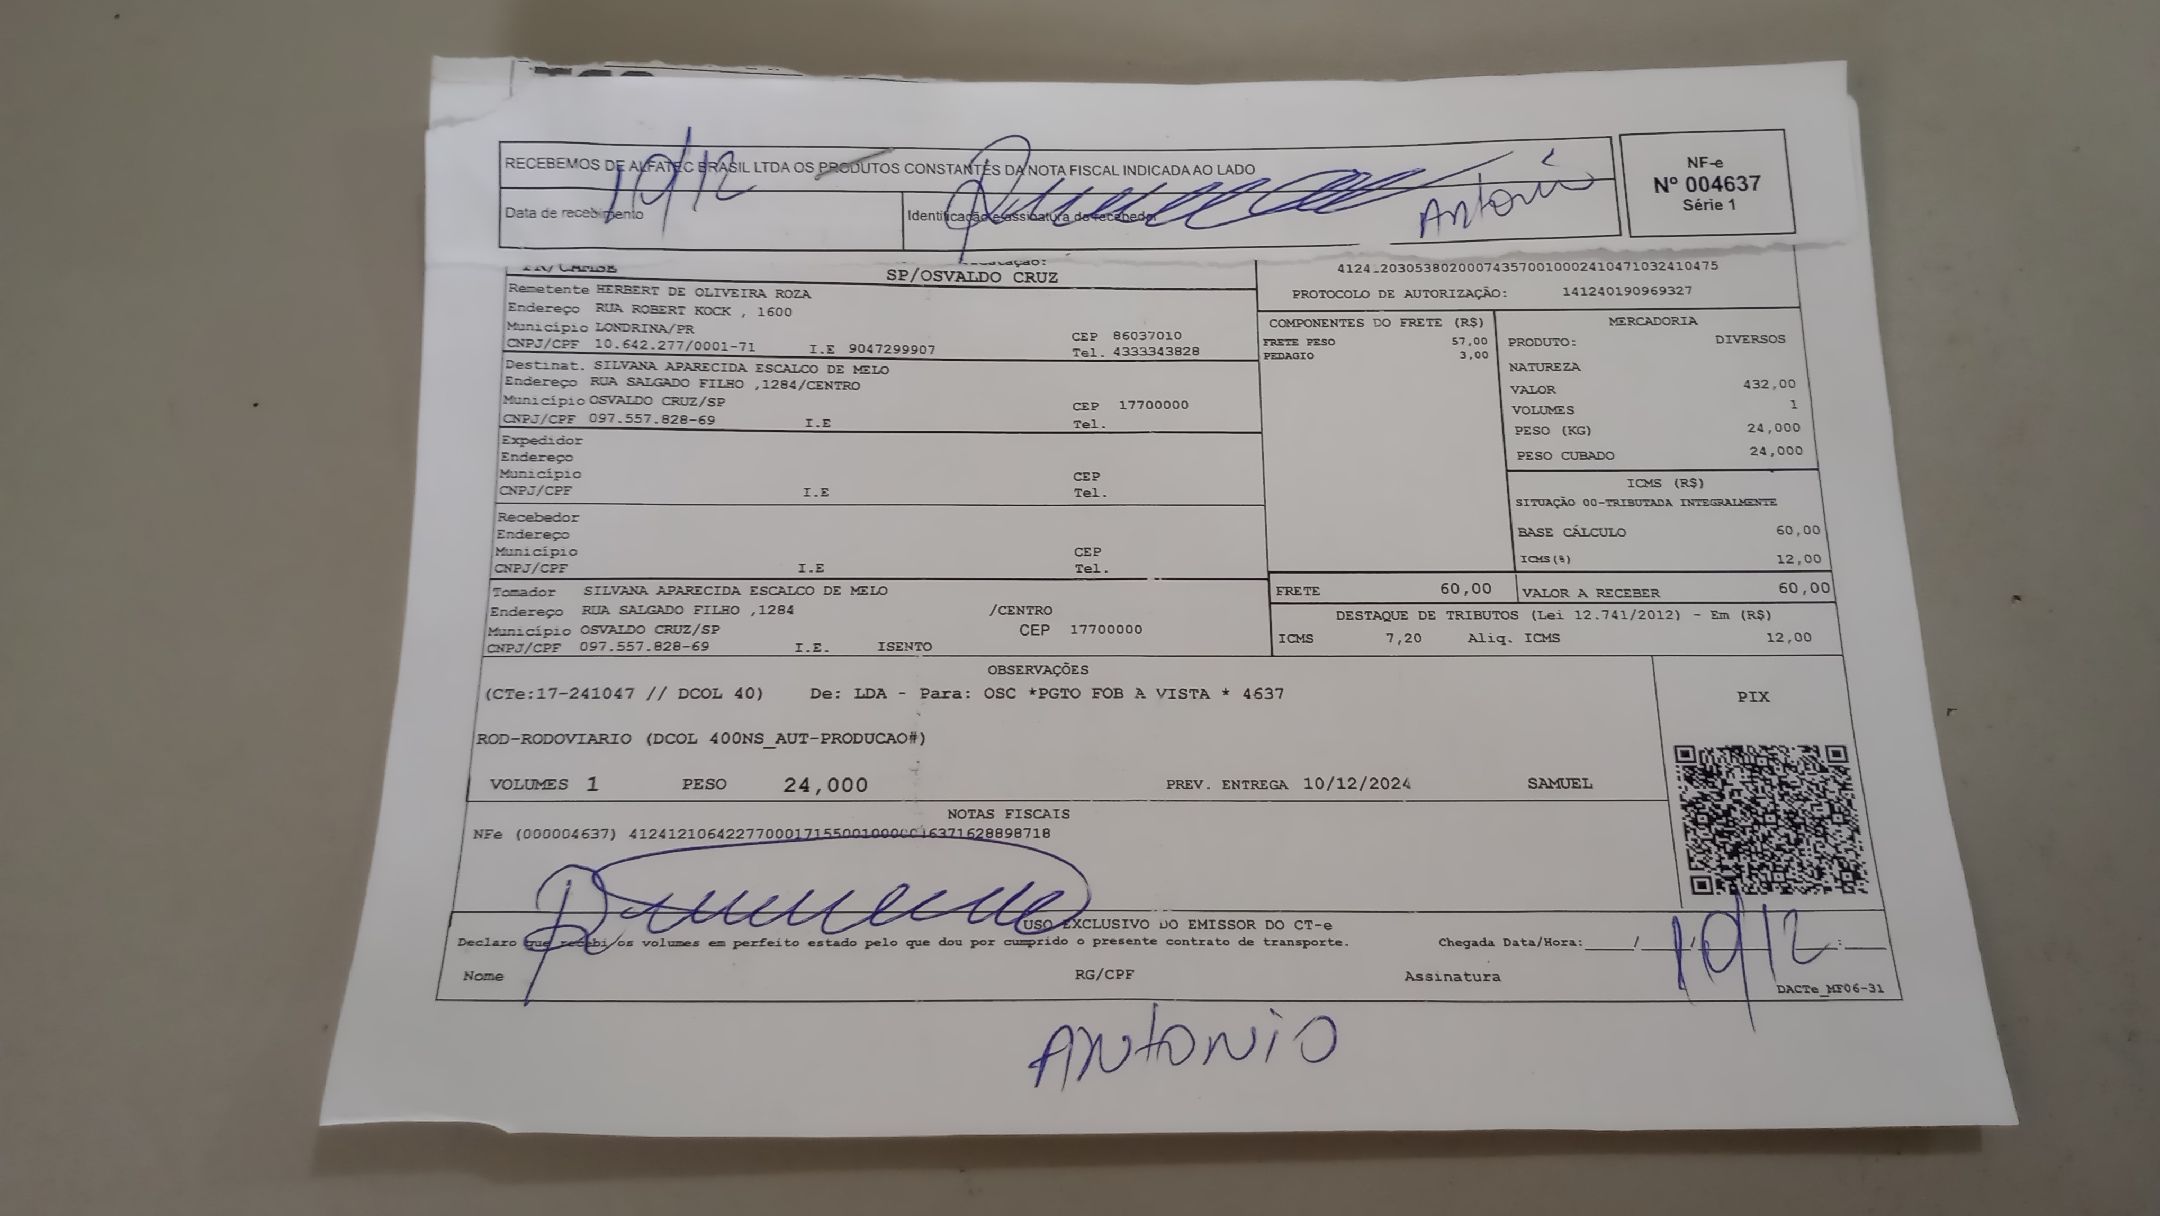 RECEBEMOS DE ALFATEC BRASIL LTDA OS PRODUTOS CONSTANTES DA NOTA FISCAL INDICADA AO LADO
10/12
Data de recebimento
Identificação e assinatura do recebedor
Antonio
NF-e
Nº 004637
Série 1
SP/OSVALDO CRUZ
PROTOCOLO DE AUTORIZAÇÃO: 141240190969327
Remetente HERBERT DE OLIVEIRA ROZA
Endereço RUA ROBERT KOCK , 1600
Município LONDRINA/PR CEP 86037010
CNPJ/CPF 10.642.277/0001-71 I.E 9047299907 Tel. 4333343828
Destinat. SILVANA APARECIDA ESCALCO DE MELO
Endereço RUA SALGADO FILHO ,1284/CENTRO
Município OSVALDO CRUZ/SP CEP 17700000
CNPJ/CPF 097.557.828-69 I.E Tel.
Expedidor
Endereço
Município CEP
CNPJ/CPF I.E Tel.
Recebedor
Endereço
Município CEP
CNPJ/CPF I.E Tel.
Tomador SILVANA APARECIDA ESCALCO DE MELO
Endereço RUA SALGADO FILHO ,1284 /CENTRO
Município OSVALDO CRUZ/SP CEP 17700000
CNPJ/CPF 097.557.828-69 I.E. ISENTO
COMPONENTES DO FRETE (R$)
FRETE PESO 57,00
PEDAGIO 3,00
MERCADORIA
PRODUTO: DIVERSOS
NATUREZA
VALOR 432,00
VOLUMES 1
PESO (KG) 24,000
PESO CUBADO 24,000
ICMS (R$)
SITUAÇÃO 00-TRIBUTADA INTEGRALMENTE
BASE CÁLCULO 60,00
ICMS(%) 12,00
FRETE 60,00 VALOR A RECEBER 60,00
DESTAQUE DE TRIBUTOS (Lei 12.741/2012) - Em (R$)
ICMS 7,20 Aliq. ICMS 12,00
OBSERVAÇÕES
(CTe:17-241047 // DCOL 40) De: LDA - Para: OSC *PGTO FOB A VISTA * 4637
PIX
ROD-RODOVIARIO (DCOL 400NS_AUT-PRODUCAO#)
VOLUMES 1 PESO 24,000 PREV. ENTREGA 10/12/2024 SAMUEL
NOTAS FISCAIS
NFe (000004637)
USO EXCLUSIVO DO EMISSOR DO CT-e
Declaro que recebi os volumes em perfeito estado pelo que dou por cumprido o presente contrato de transporte. Chegada Data/Hora:
10/12
Nome RG/CPF Assinatura
DACTe_MF06-31
ANTONIO